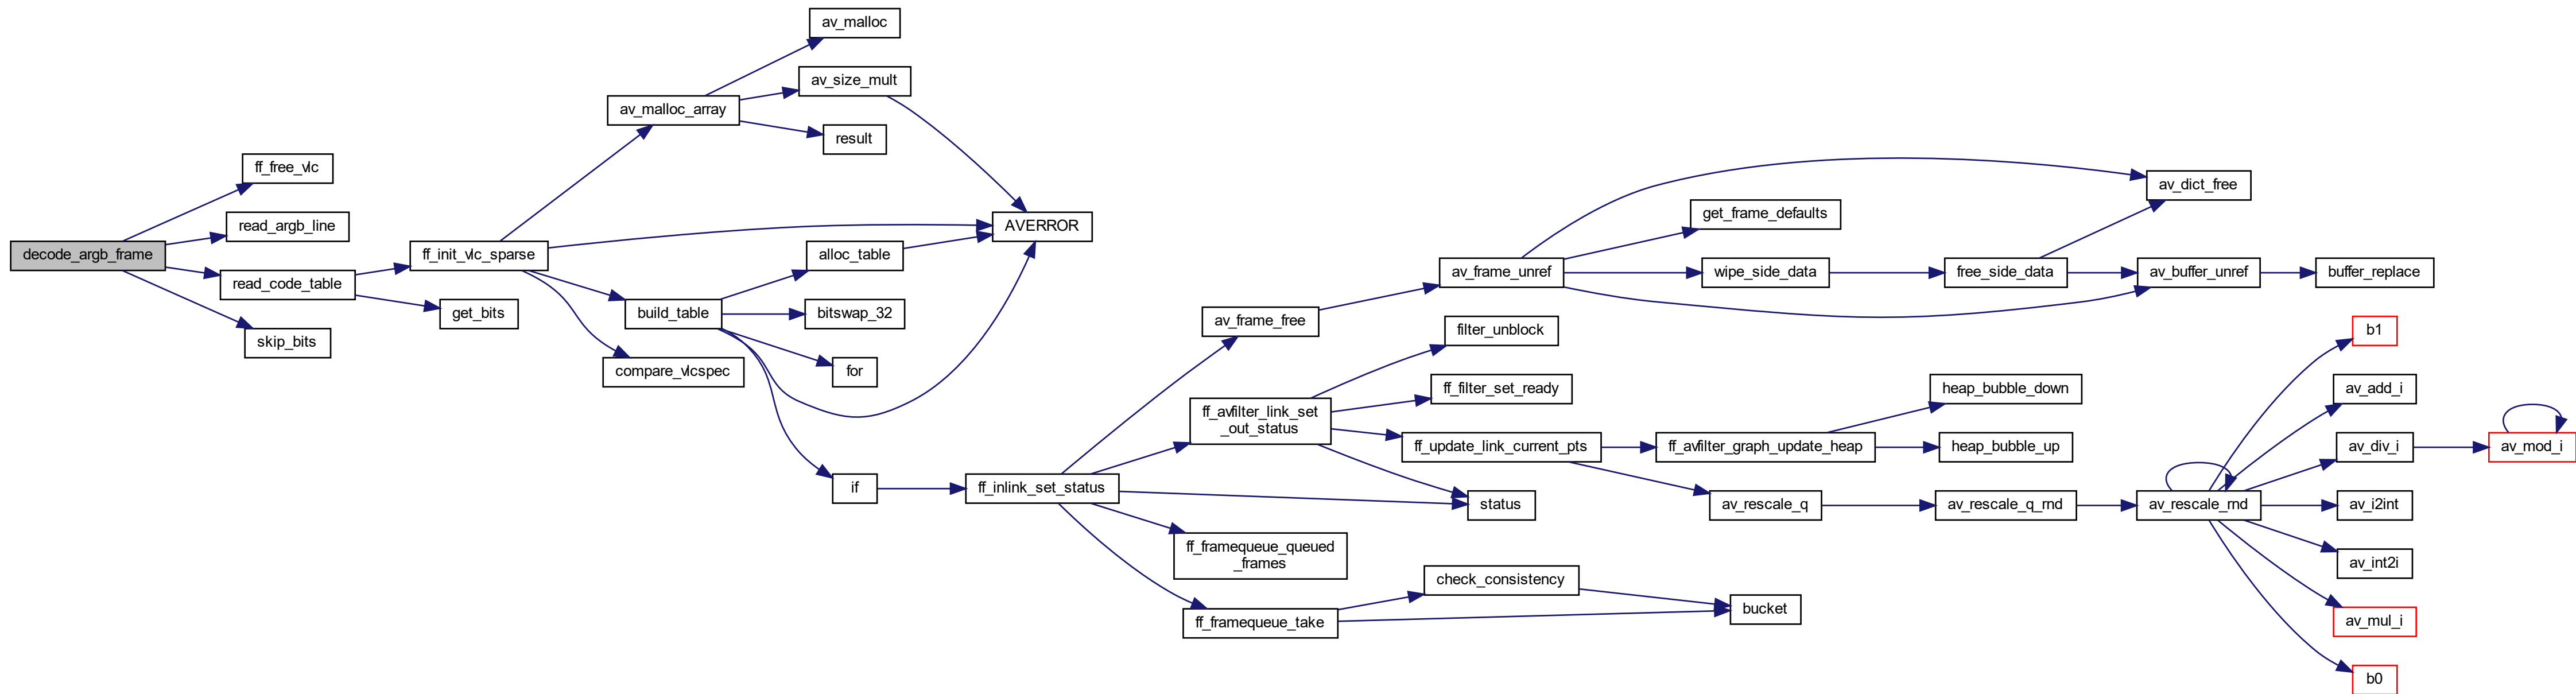 decode_argb_frame
ff_free_vlc
read_argb_line
read_code_table
skip_bits
ff_init_vlc_sparse
get_bits
av_malloc_array
build_table
compare_vlcspec
av_malloc
av_size_mult
result
alloc_table
bitswap_32
for
if
AVERROR
ff_inlink_set_status
av_frame_free
ff_avfilter_link_set
_out_status
ff_framequeue_queued
_frames
ff_framequeue_take
av_frame_unref
filter_unblock
ff_filter_set_ready
ff_update_link_current_pts
status
check_consistency
get_frame_defaults
wipe_side_data
ff_avfilter_graph_update_heap
av_rescale_q
bucket
free_side_data
heap_bubble_down
heap_bubble_up
av_rescale_q_rnd
av_dict_free
av_buffer_unref
av_rescale_rnd
buffer_replace
b1
av_add_i
av_div_i
av_i2int
av_int2i
av_mul_i
b0
av_mod_i